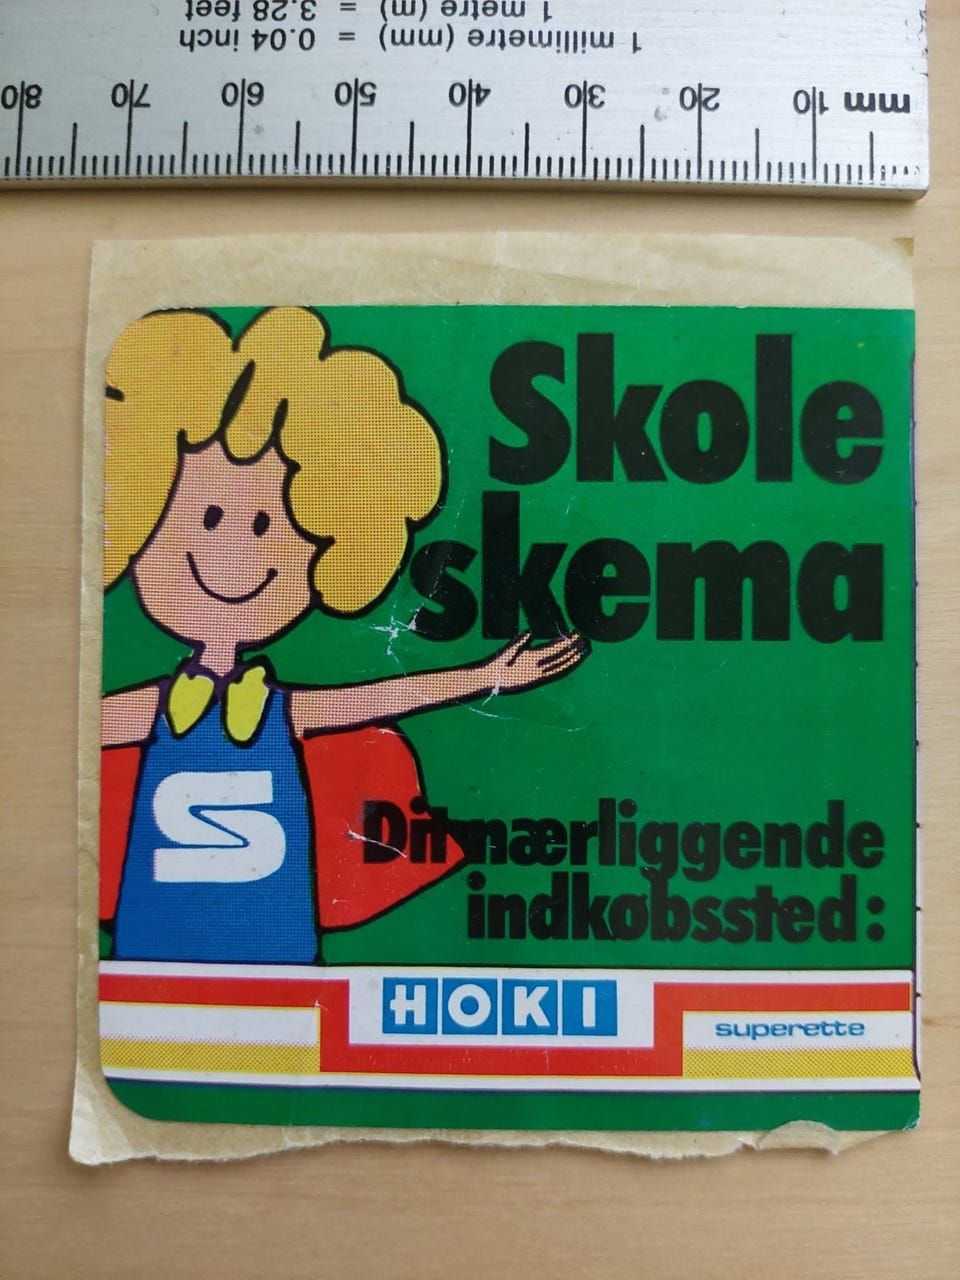 1 metre (m) = 3.28 feet
1 millimetre (mm) = 0.04 inch
mm 10 20 30 40 50 60 70 80
Skole
skema
S
Dit nærliggende
indkøbssted:
HOKI
superette